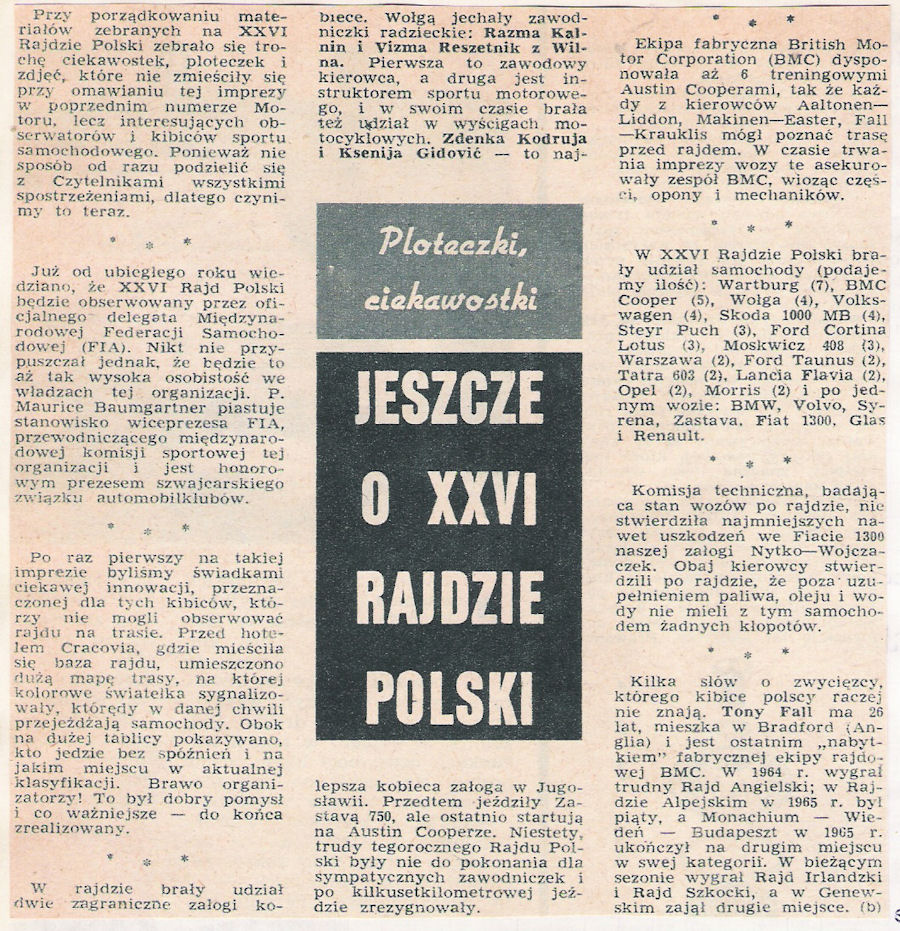 Przy porządkowaniu mate-
riałów zebranych na XXVI
Rajdzie Polski zebrało się tro-
chę ciekawostek, ploteczek i
zdjęć, które nie zmieściły się
przy omawianiu tej imprezy
w poprzednim numerze Mo-
toru, lecz interesujących ob-
serwatorów i kibiców sportu
samochodowego. Ponieważ nie
sposób od razu podzielić się
z Czytelnikami wszystkimi
spostrzeżeniami, dlatego czyni-
my to teraz.
* * *
Już od ubiegłego roku wie-
dziano, że XXVI Rajd Polski
będzie obserwowany przez ofi-
cjalnego delegata Międzyna-
rodowej Federacji Samocho-
dowej (FIA). Nikt nie przy-
puszczał jednak, że będzie to
aż tak wysoka osobistość we
władzach tej organizacji. P.
Maurice Baumgartner piastuje
stanowisko wiceprezesa FIA,
przewodniczącego międzynaro-
dowej komisji sportowej tej
organizacji i jest honoro-
wym prezesem szwajcarskiego
związku automobilklubów.
* * *
Po raz pierwszy na takiej
imprezie byliśmy świadkami
ciekawej innowacji, przezna-
czonej dla tych kibiców, któ-
rzy nie mogli obserwować
rajdu na trasie. Przed hote-
lem Cracovia, gdzie mieściła
się baza rajdu, umieszczono
dużą mapę trasy, na której
kolorowe światełka sygnalizo-
wały, którędy w danej chwili
przejeżdżają samochody. Obok
na dużej tablicy pokazywano,
kto jedzie bez spóźnień i na
jakim miejscu w aktualnej
klasyfikacji. Brawo organi-
zatorzy! To był dobry pomysł
i co ważniejsze — do końca
zrealizowany.
* * *
W rajdzie brały udział
dwie zagraniczne załogi ko-
biece. Wołgą jechały zawod-
niczki radzieckie: Razma Kal-
nin i Vizma Reszetnik z Wil-
na. Pierwsza to zawodowy
kierowca, a druga jest in-
struktorem sportu motorowe-
go, i w swoim czasie brała
też udział w wyścigach mo-
tocyklowych. Zdenka Kodruja
i Ksenija Gidović — to naj-
Ploteczki,
ciekawostki
JESZCZE
O XXVI
RAJDZIE
POLSKI
lepsza kobieca załoga w Jugo-
sławii. Przedtem jeździły Za-
stavą 750, ale ostatnio startują
na Austin Cooperze. Niestety,
trudy tegorocznego Rajdu Pol-
ski były nie do pokonania dla
sympatycznych zawodniczek i
po kilkusetkilometrowej jeź-
dzie zrezygnowały.
* * *
Ekipa fabryczna British Mo-
tor Corporation (BMC) dyspo-
nowała aż 6 treningowymi
Austin Cooperami, tak że każ-
dy z kierowców Aaltonen—
Liddon, Makinen—Easter, Fall
—Krauklis mógł poznać trasę
przed rajdem. W czasie trwa-
nia imprezy wozy te asekuro-
wały zespół BMC, wioząc częś-
ci, opony i mechaników.
* * *
W XXVI Rajdzie Polski bra-
ły udział samochody (podaje-
my ilość): Wartburg (7), BMC
Cooper (5), Wołga (4), Volks-
wagen (4), Skoda 1000 MB (4),
Steyr Puch (3), Ford Cortina
Lotus (3), Moskwicz 408 (3),
Warszawa (2), Ford Taunus (2),
Tatra 603 (2), Lancia Flavia (2),
Opel (2), Morris (2) i po jed-
nym wozie: BMW, Volvo, Sy-
rena, Zastava, Fiat 1300, Glas
i Renault.
* * *
Komisja techniczna, badają-
ca stan wozów po rajdzie, nie
stwierdziła najmniejszych na-
wet uszkodzeń we Fiacie 1300
naszej załogi Nytko—Wojcza-
czek. Obaj kierowcy stwier-
dzili po rajdzie, że poza uzu-
pełnieniem paliwa, oleju i wo-
dy nie mieli z tym samocho-
dem żadnych kłopotów.
* * *
Kilka słów o zwycięzcy,
którego kibice polscy raczej
nie znają. Tony Fall ma 26
lat, mieszka w Bradford (An-
glia) i jest ostatnim „nabyt-
kiem” fabrycznej ekipy rajdo-
wej BMC. W 1964 r. wygrał
trudny Rajd Angielski; w Raj-
dzie Alpejskim w 1965 r. był
piąty, a Monachium — Wie-
deń — Budapeszt w 1965 r.
ukończył na drugim miejscu
w swej kategorii. W bieżącym
sezonie wygrał Rajd Irlandzki
i Rajd Szkocki, a w Genew-
skim zajął drugie miejsce. (b)